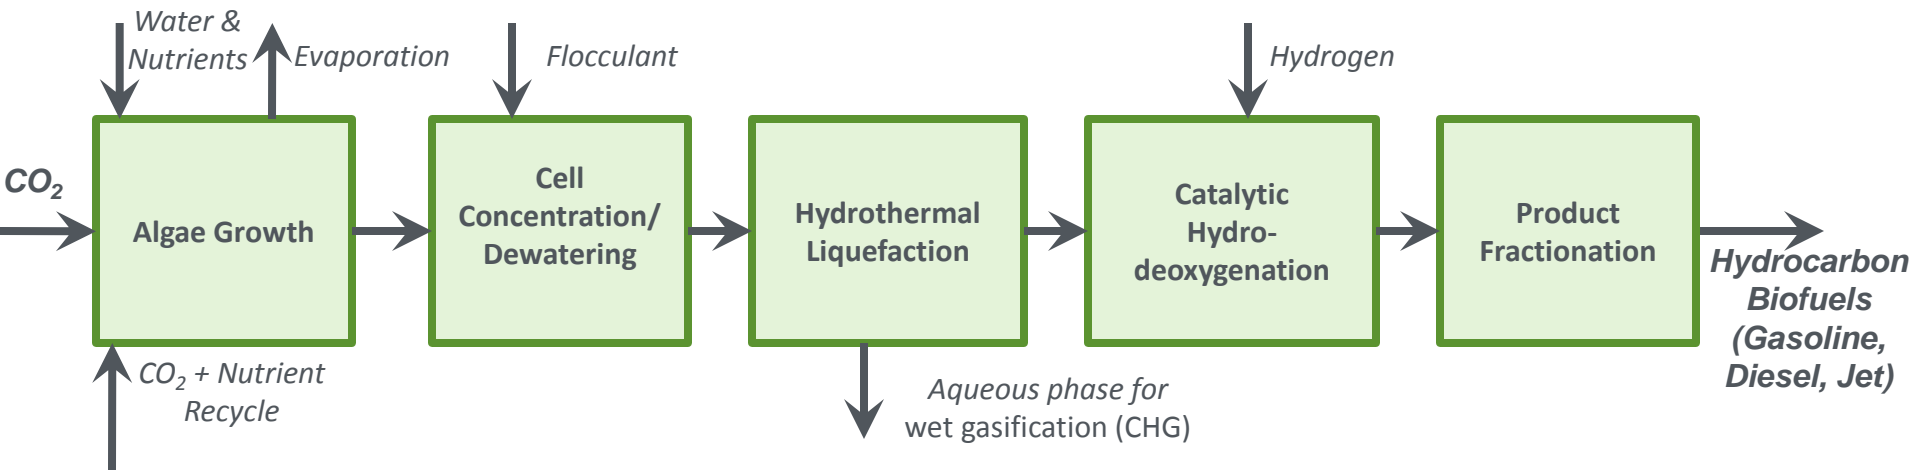 Water &
Nutrients
Evaporation
Flocculant
Hydrogen
CO₂
Algae Growth
Cell
Concentration/
Dewatering
Hydrothermal
Liquefaction
Catalytic
Hydro-
deoxygenation
Product
Fractionation
Hydrocarbon
Biofuels
(Gasoline,
Diesel, Jet)
CO₂ + Nutrient
Recycle
Aqueous phase for
wet gasification (CHG)